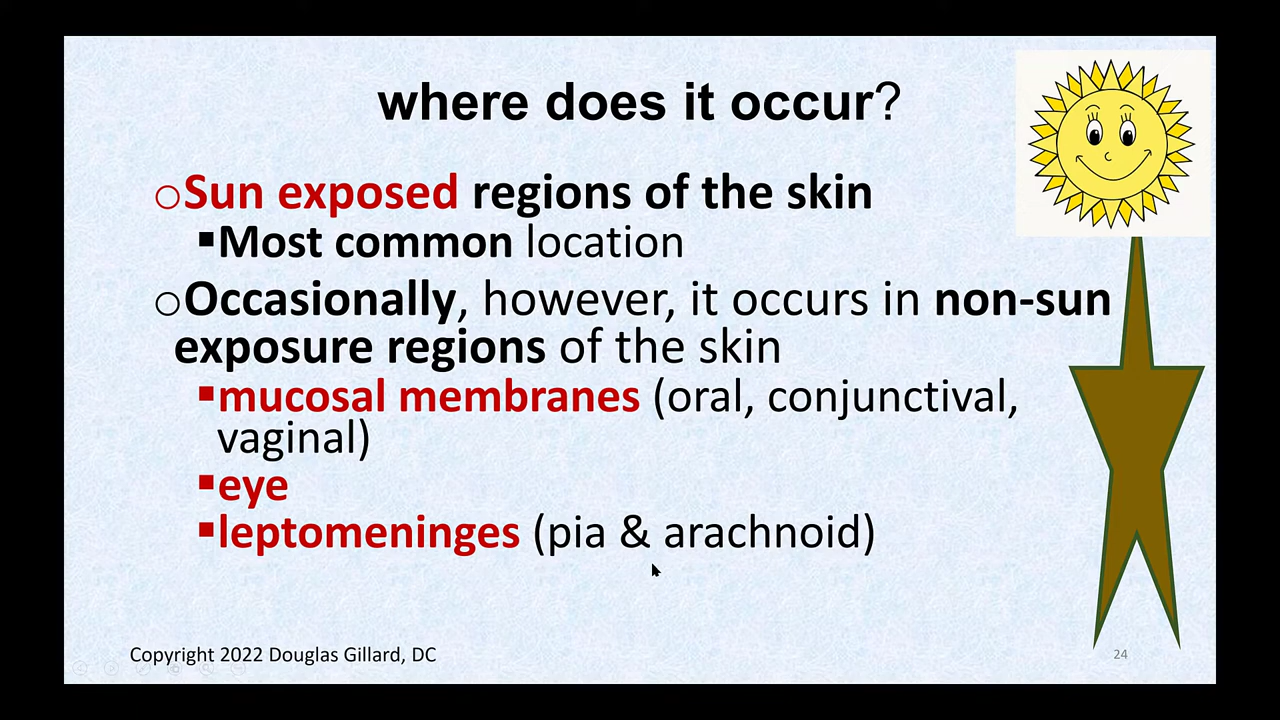 where does it occur?
oSun exposed regions of the skin
▪Most common location
oOccasionally, however, it occurs in non-sun
exposure regions of the skin
▪mucosal membranes (oral, conjunctival,
vaginal)
▪eye
▪leptomeninges (pia & arachnoid)
Copyright 2022 Douglas Gillard, DC
24